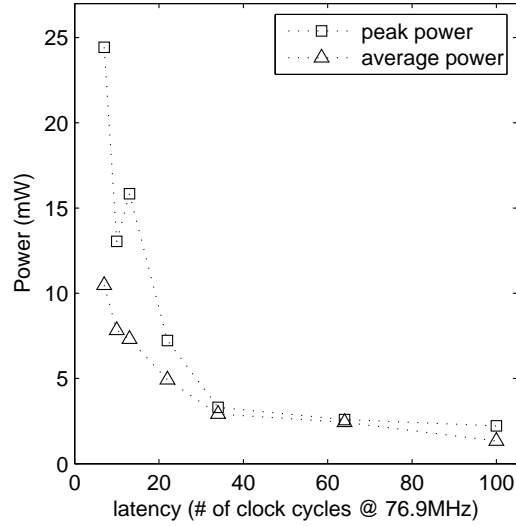 25
20
15
10
5
0
Power (mW)
peak power
average power
0 20 40 60 80 100
latency (# of clock cycles @ 76.9MHz)